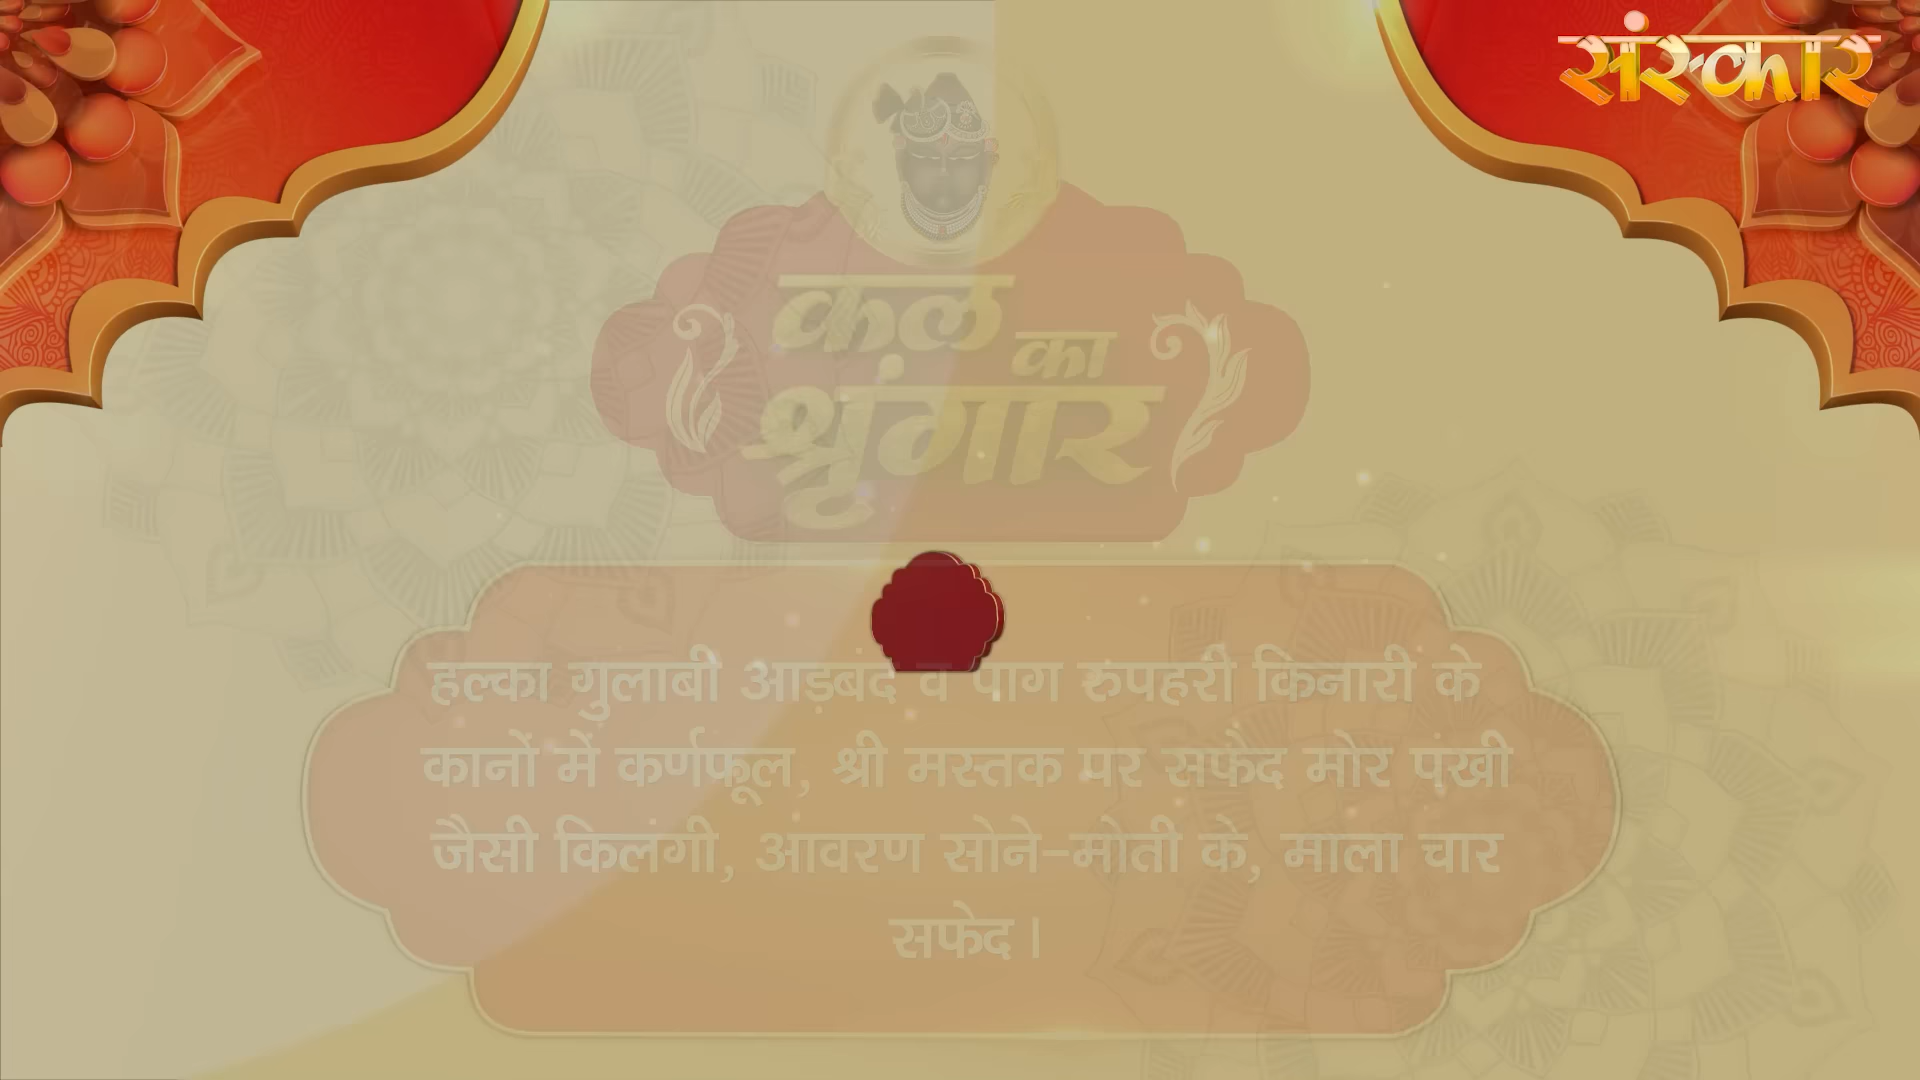 संस्कार
कल का
श्रृंगार
हल्का गुलाबी आड़बंद व पाग रुपहरी किनारी के
कानों में कर्णफूल, श्री मस्तक पर सफेद मोर पंखी
जैसी किलंगी, आवरण सोने-मोती के, माला चार
सफेद।